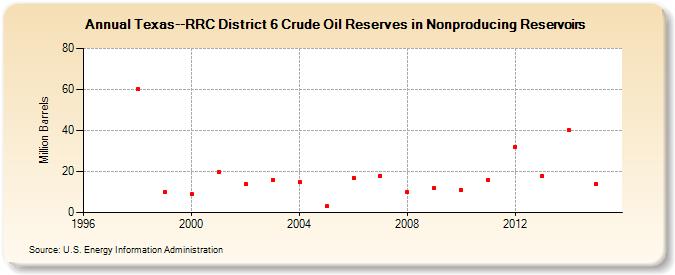 Annual Texas--RRC District 6 Crude Oil Reserves in Nonproducing Reservoirs
Million Barrels
80
60
40
20
0
1996 2000 2004 2008 2012
Source: U.S. Energy Information Administration